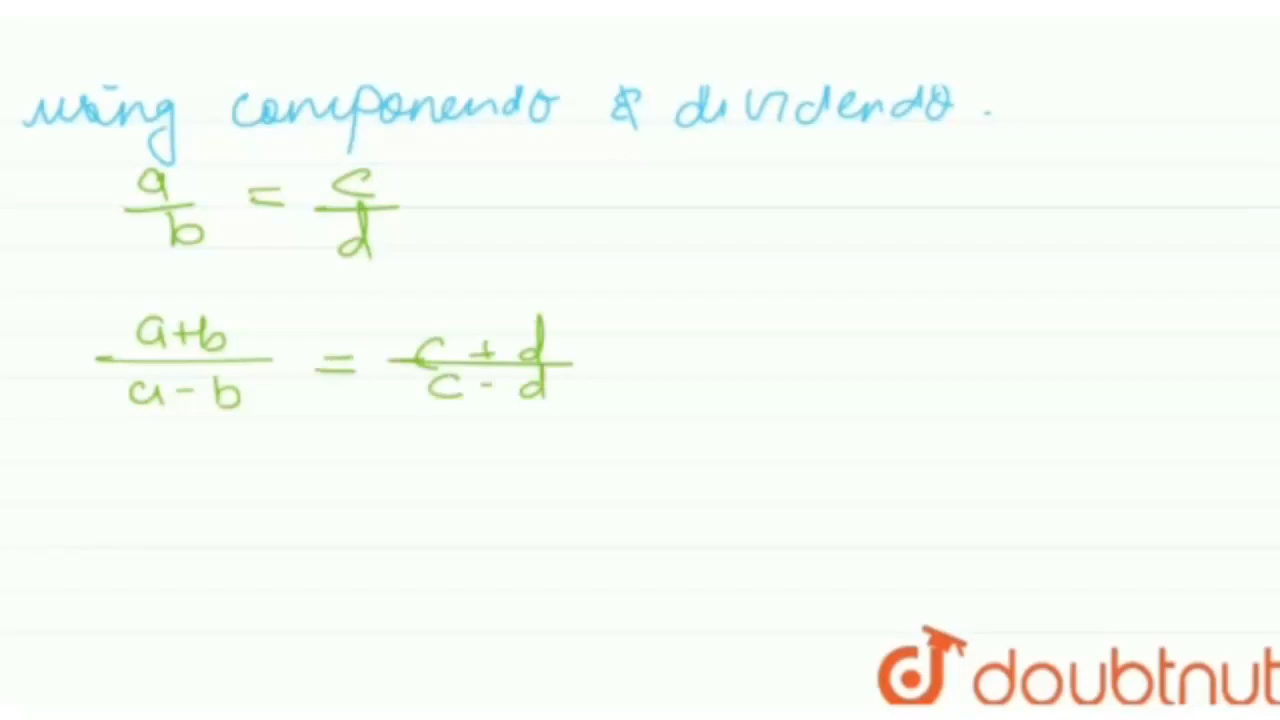 using componendo & dividendo.
a/b = c/d
a+b/a-b = c+d/c-d
doubtnut